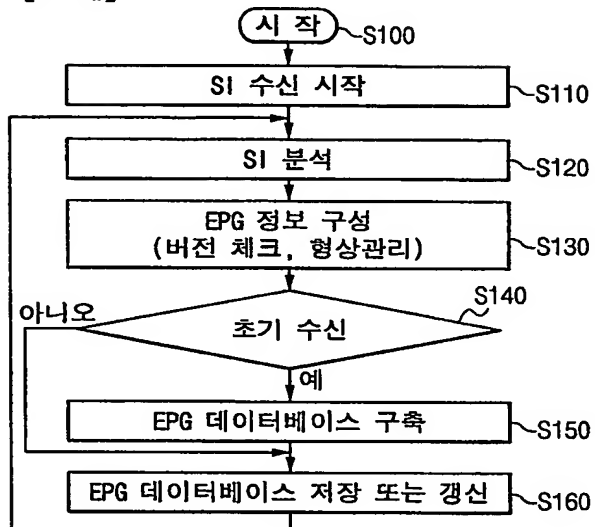 시 작
S100
SI 수신 시작
S110
SI 분석
S120
EPG 정보 구성
(버전 체크, 형상관리)
S130
S140
아니오
초기 수신
예
EPG 데이터베이스 구축
S150
EPG 데이터베이스 저장 또는 갱신
S160